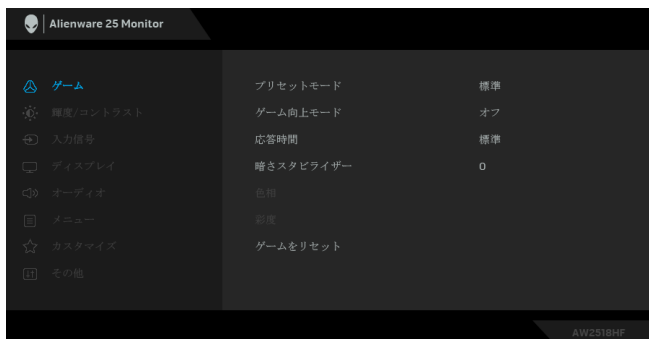 Alienware 25 Monitor
ゲーム
プリセットモード 標準
輝度/コントラスト
ゲーム向上モード オフ
入力信号
応答時間 標準
ディスプレイ
暗さスタビライザー 0
オーディオ
色相
メニュー
彩度
カスタマイズ
ゲームをリセット
その他
AW2518HF